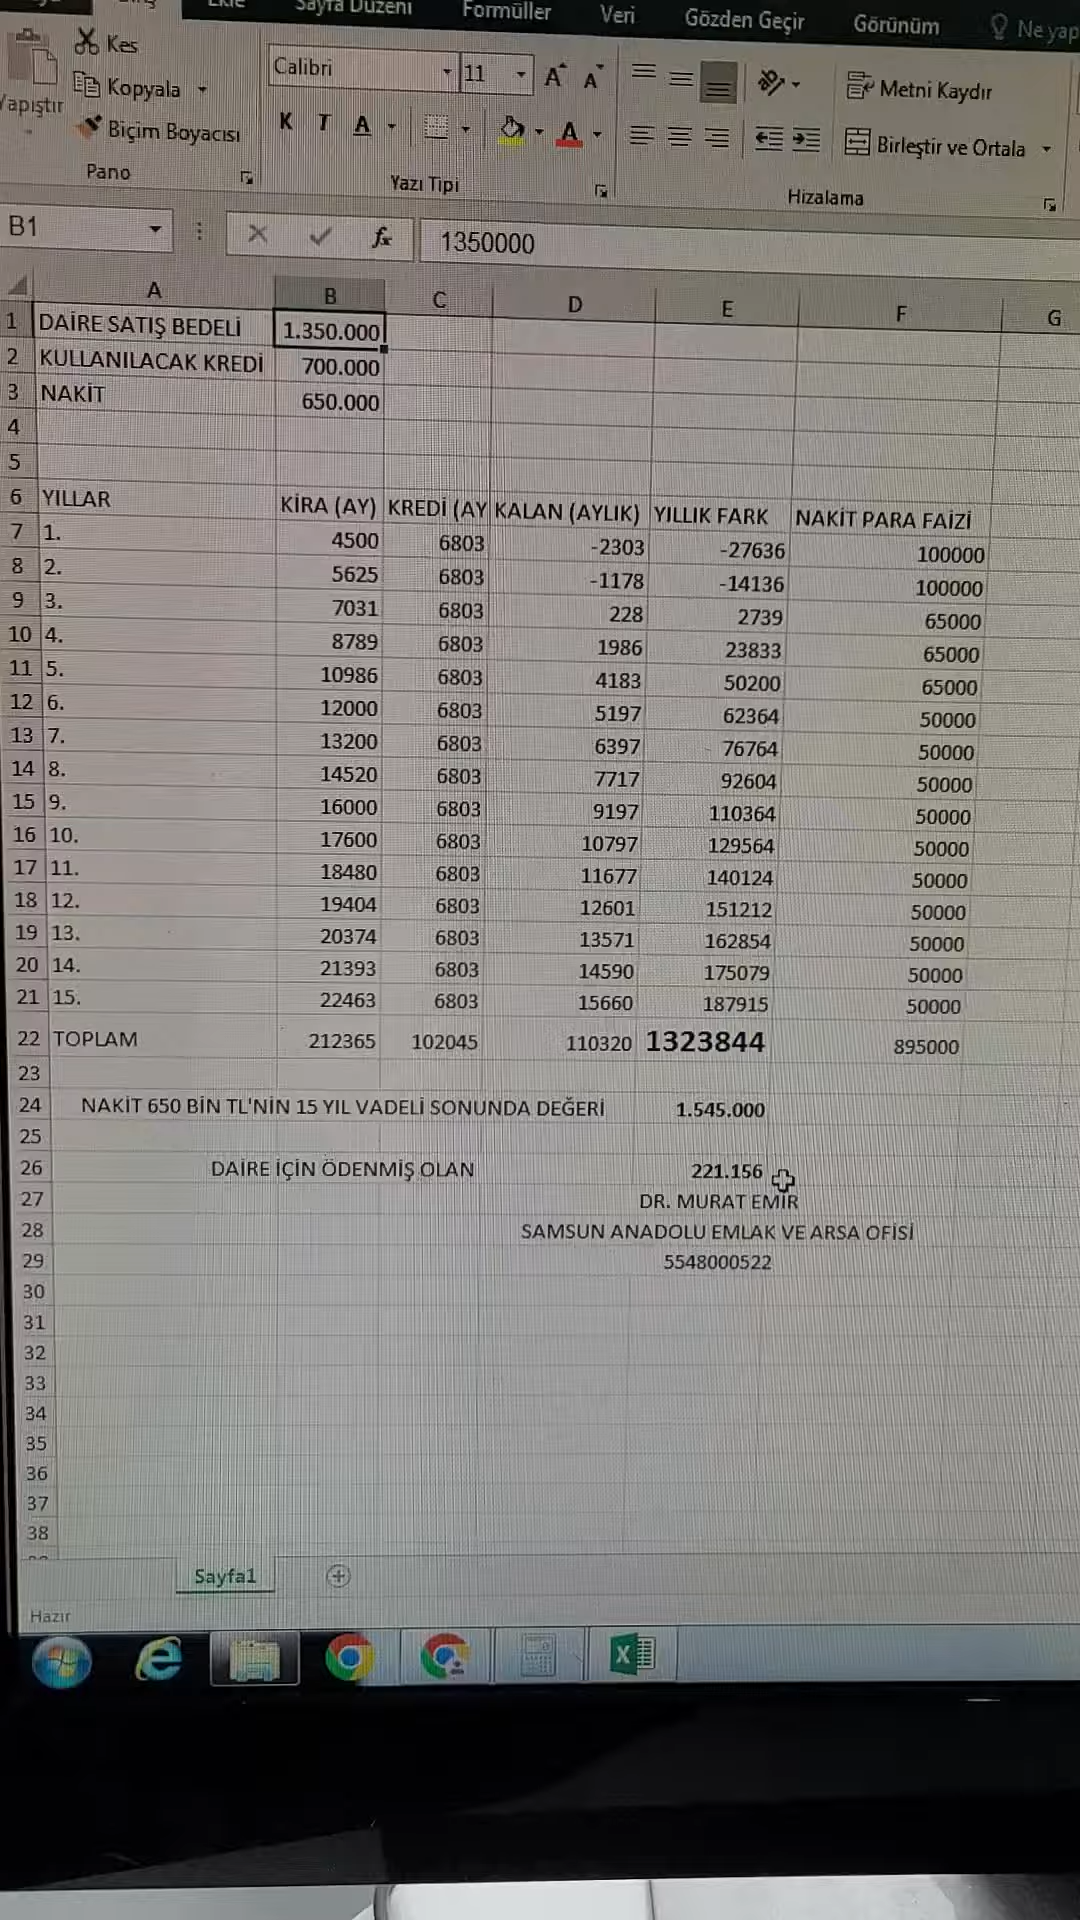 Sayfa Düzeni Formüller Veri Gözden Geçir Görünüm Ne yap
Kes
Kopyala
Biçim Boyacısı
Yapıştır
Pano
Calibri 11
K T A
Yazı Tipi
Metni Kaydır
Birleştir ve Ortala
Hizalama
B1 fx 1350000
A B C D E F G
1 DAİRE SATIŞ BEDELİ 1.350.000
2 KULLANILACAK KREDİ 700.000
3 NAKİT 650.000
4
5
6 YILLAR KİRA (AY) KREDİ (AY KALAN (AYLIK) YILLIK FARK NAKİT PARA FAİZİ
7 1. 4500 6803 -2303 -27636 100000
8 2. 5625 6803 -1178 -14136 100000
9 3. 7031 6803 228 2739 65000
10 4. 8789 6803 1986 23833 65000
11 5. 10986 6803 4183 50200 65000
12 6. 12000 6803 5197 62364 50000
13 7. 13200 6803 6397 76764 50000
14 8. 14520 6803 7717 92604 50000
15 9. 16000 6803 9197 110364 50000
16 10. 17600 6803 10797 129564 50000
17 11. 18480 6803 11677 140124 50000
18 12. 19404 6803 12601 151212 50000
19 13. 20374 6803 13571 162854 50000
20 14. 21393 6803 14590 175079 50000
21 15. 22463 6803 15660 187915 50000
22 TOPLAM 212365 102045 110320 1323844 895000
23
24 NAKİT 650 BİN TL'NİN 15 YIL VADELİ SONUNDA DEĞERİ 1.545.000
25
26 DAİRE İÇİN ÖDENMİŞ OLAN 221.156
27 DR. MURAT EMİR
28 SAMSUN ANADOLU EMLAK VE ARSA OFİSİ
29 5548000522
30
31
32
33
34
35
36
37
38
Sayfa1
Hazır